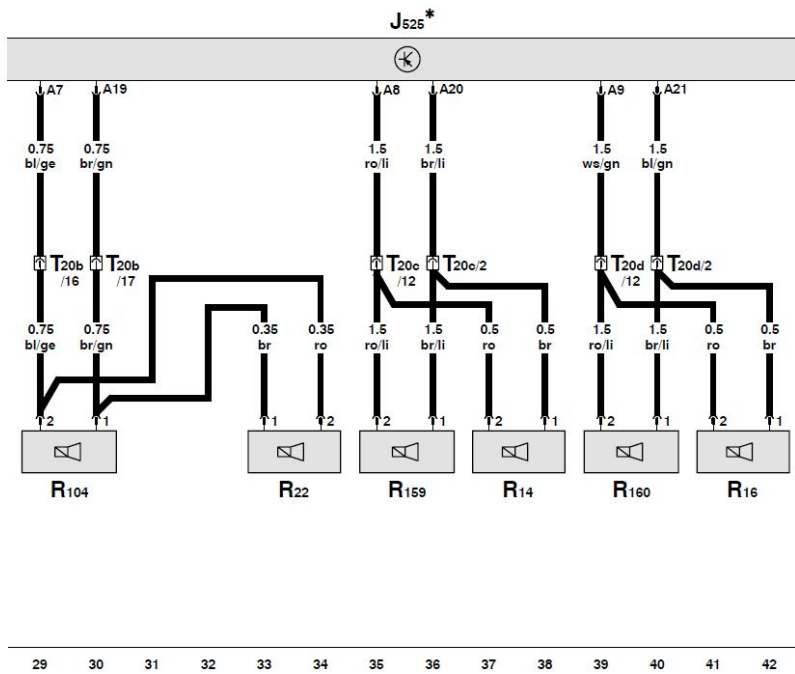 J525*
A7 A19 A8 A20 A9 A21
0.75 0.75 1.5 1.5 1.5 1.5
bl/ge br/gn ro/li br/li ws/gn bl/gn
T20b T20b T20c T20c/2 T20d T20d/2
/16 /17 /12 /12
0.75 0.75 0.35 0.35 1.5 1.5 0.5 0.5 1.5 1.5 0.5 0.5
bl/ge br/gn br ro ro/li br/li ro br ro/li br/li ro br
2 1 1 2 2 1 2 1 2 1 2 1
R104 R22 R159 R14 R160 R16
29 30 31 32 33 34 35 36 37 38 39 40 41 42